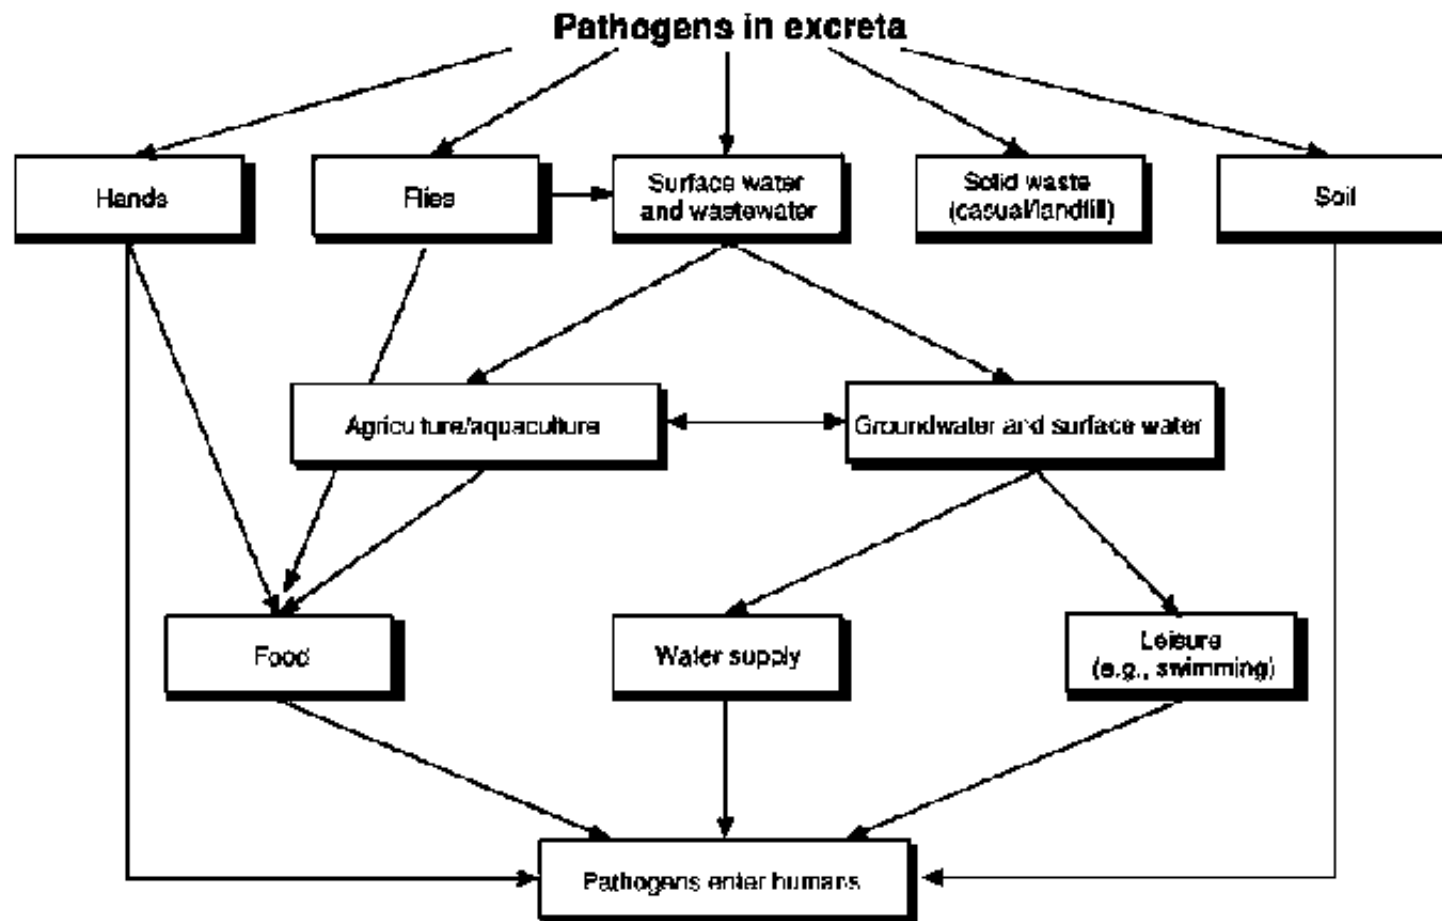 Pathogens in excreta
Hands
Flies
Surface water
and wastewater
Solid waste
(casual/landfill)
Soil
Agriculture/aquaculture
Groundwater and surface water
Food
Water supply
Leisure
(e.g., swimming)
Pathogens enter humans